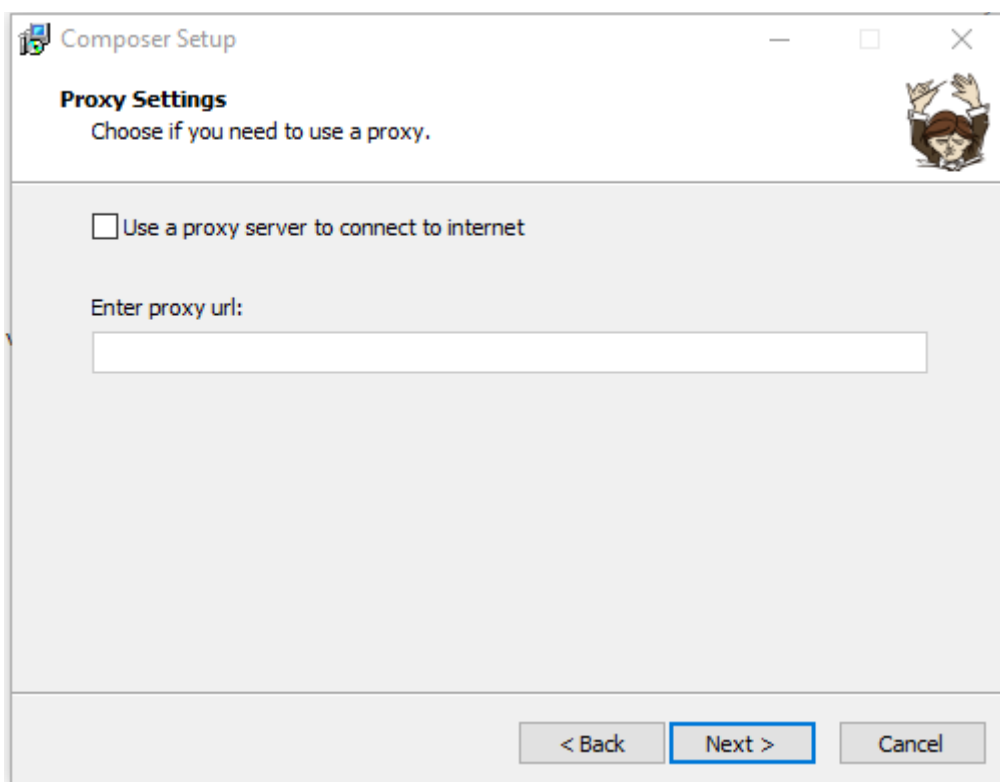 Composer Setup
Proxy Settings
Choose if you need to use a proxy.
Use a proxy server to connect to internet
Enter proxy url:
< Back
Next >
Cancel